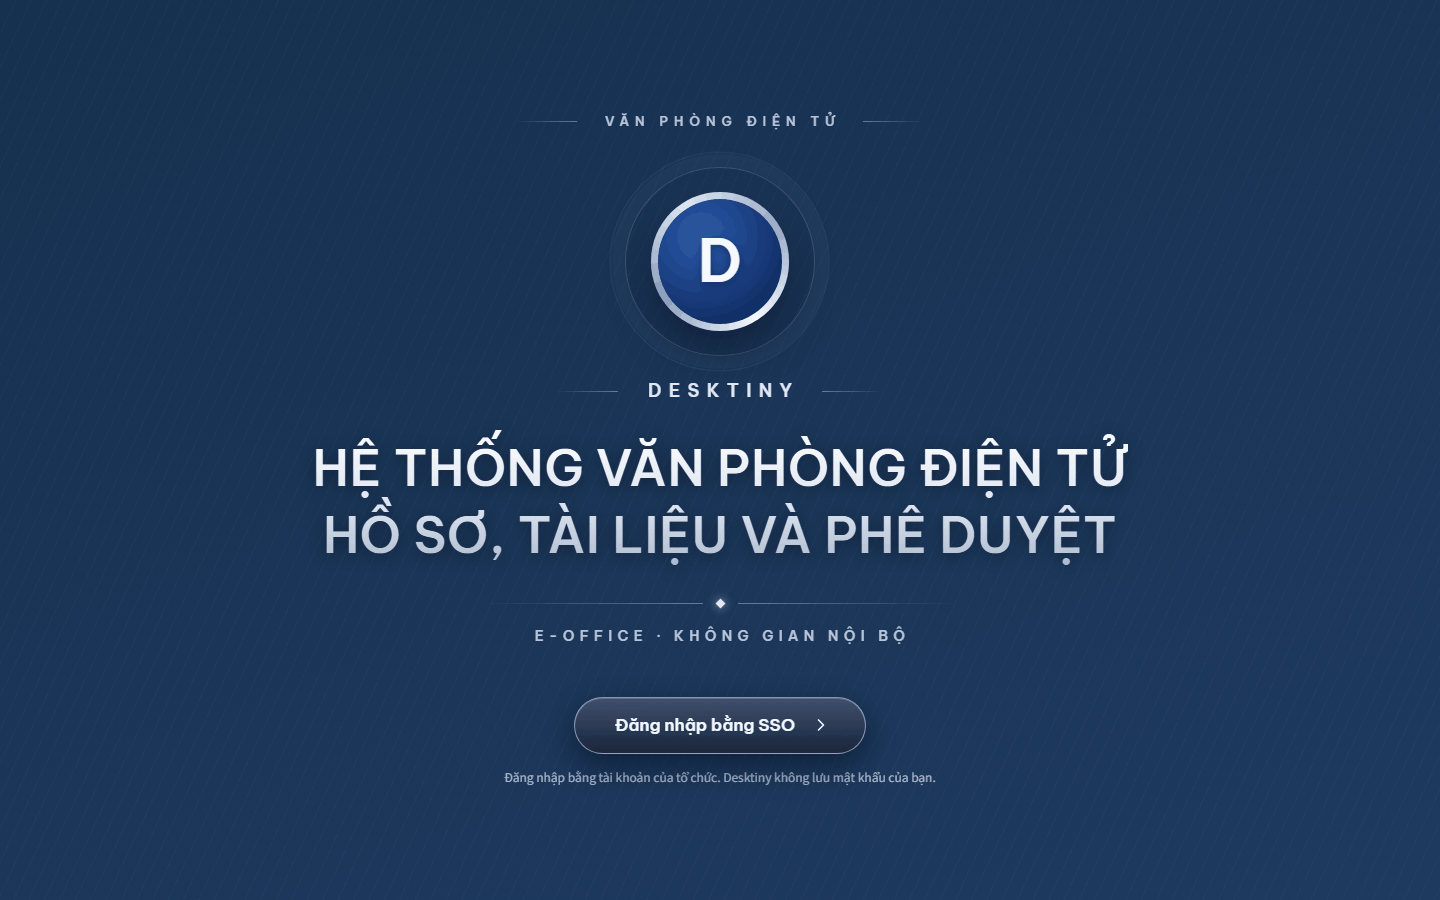 VĂN PHÒNG ĐIỆN TỬ
D
DESKTINY
HỆ THỐNG VĂN PHÒNG ĐIỆN TỬ
HỒ SƠ, TÀI LIỆU VÀ PHÊ DUYỆT
E-OFFICE · KHÔNG GIAN NỘI BỘ
Đăng nhập bằng SSO
Đăng nhập bằng tài khoản của tổ chức. Desktiny không lưu mật khẩu của bạn.